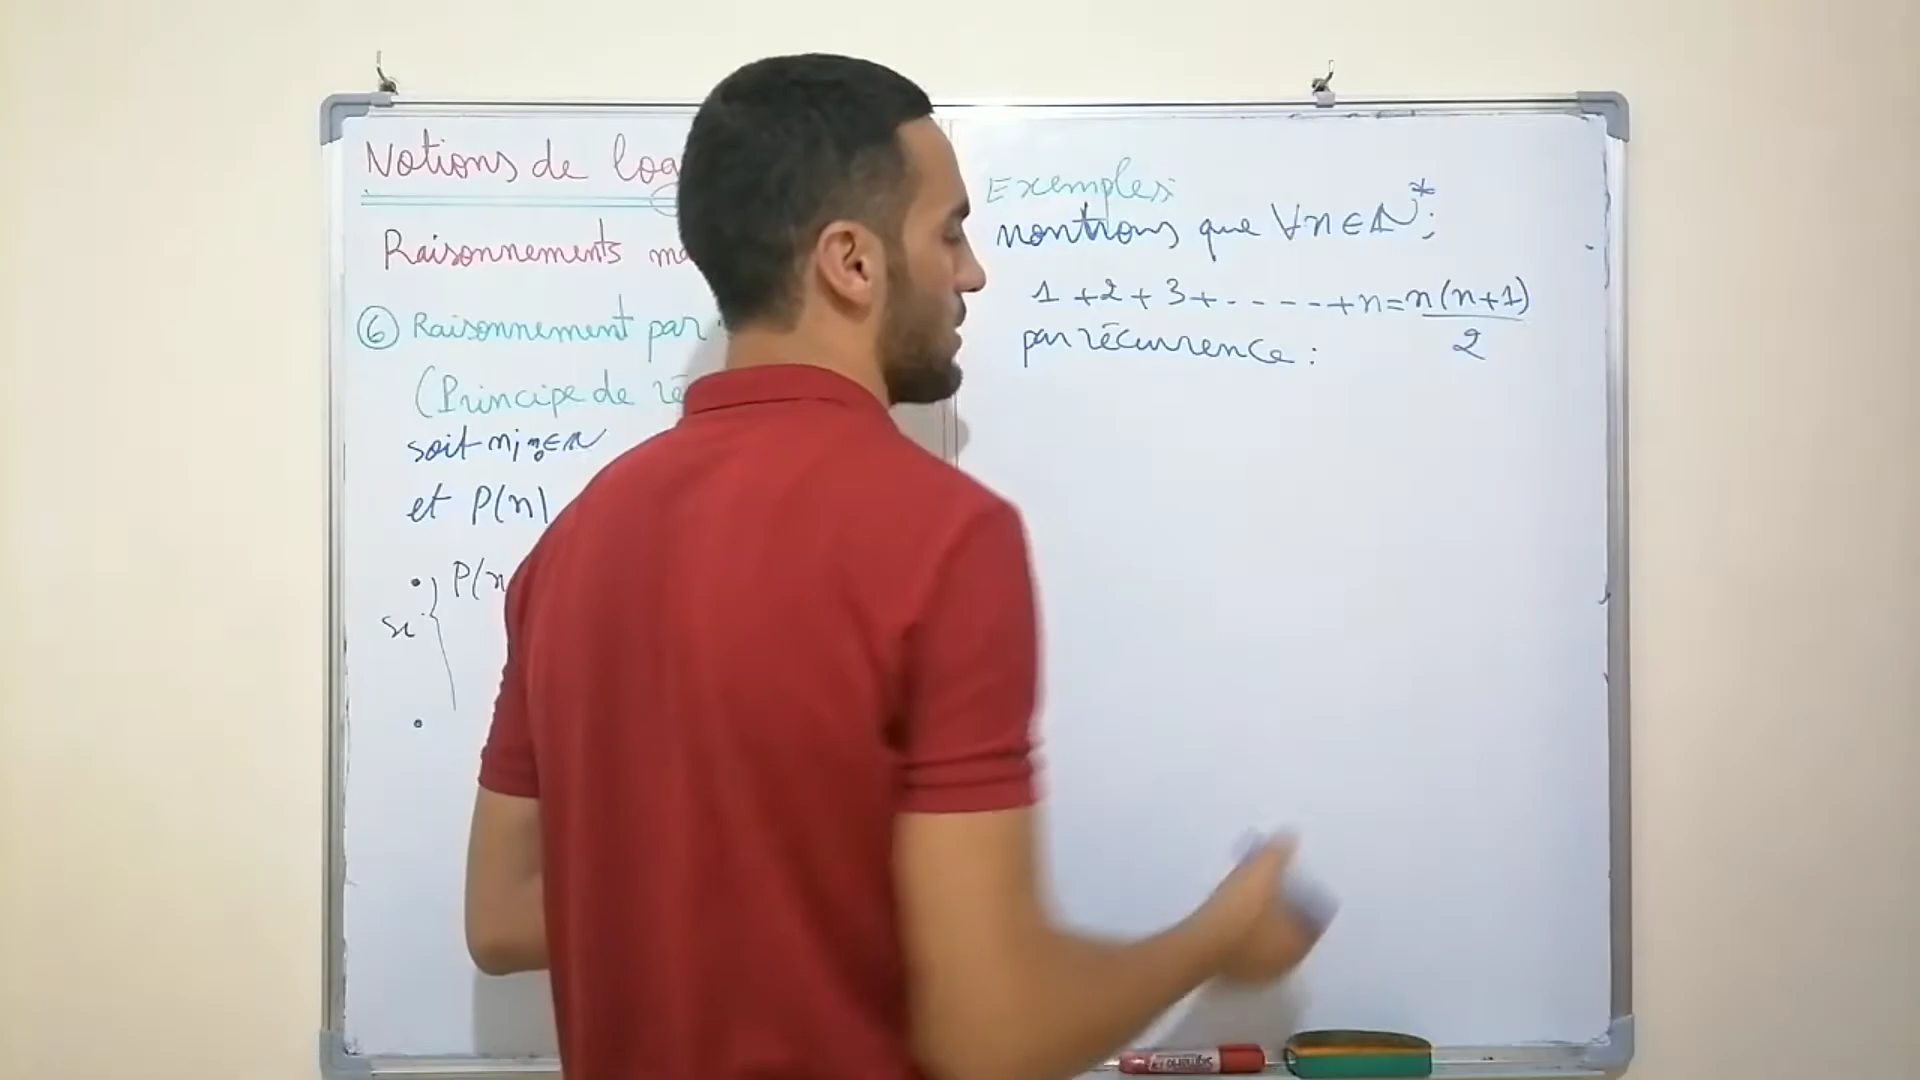 Notions de log
Raisonnements ma
⑥ Raisonnement par
(Principe de ré
soit n; n₀ ∈ N
et P(n)
si { • P(n
•
Exemples:
montrons que ∀n ∈ N*;
1 + 2 + 3 + - - - - - + n = n(n+1)/2
par récurrence :